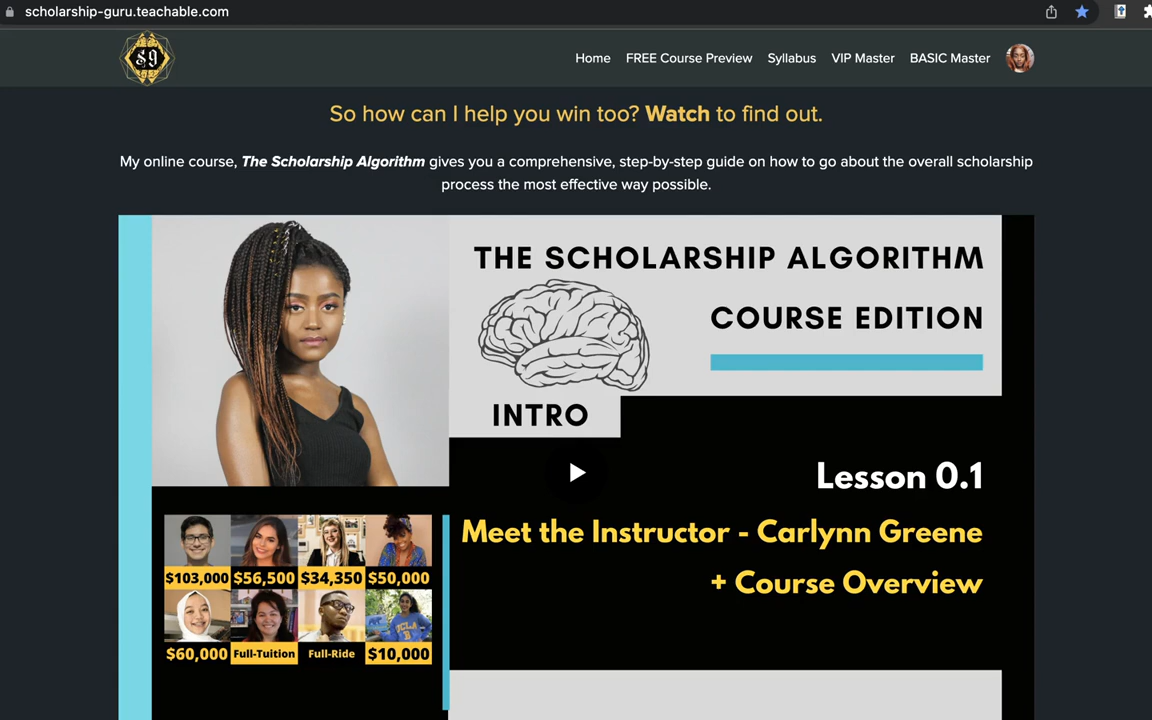 scholarship-guru.teachable.com
Sg
Home FREE Course Preview Syllabus VIP Master BASIC Master
So how can I help you win too? Watch to find out.
My online course, The Scholarship Algorithm gives you a comprehensive, step-by-step guide on how to go about the overall scholarship
process the most effective way possible.
THE SCHOLARSHIP ALGORITHM
COURSE EDITION
INTRO
Lesson 0.1
Meet the Instructor - Carlynn Greene
+ Course Overview
$103,000 $56,500 $34,350 $50,000
UCLA
$60,000 Full-Tuition Full-Ride $10,000